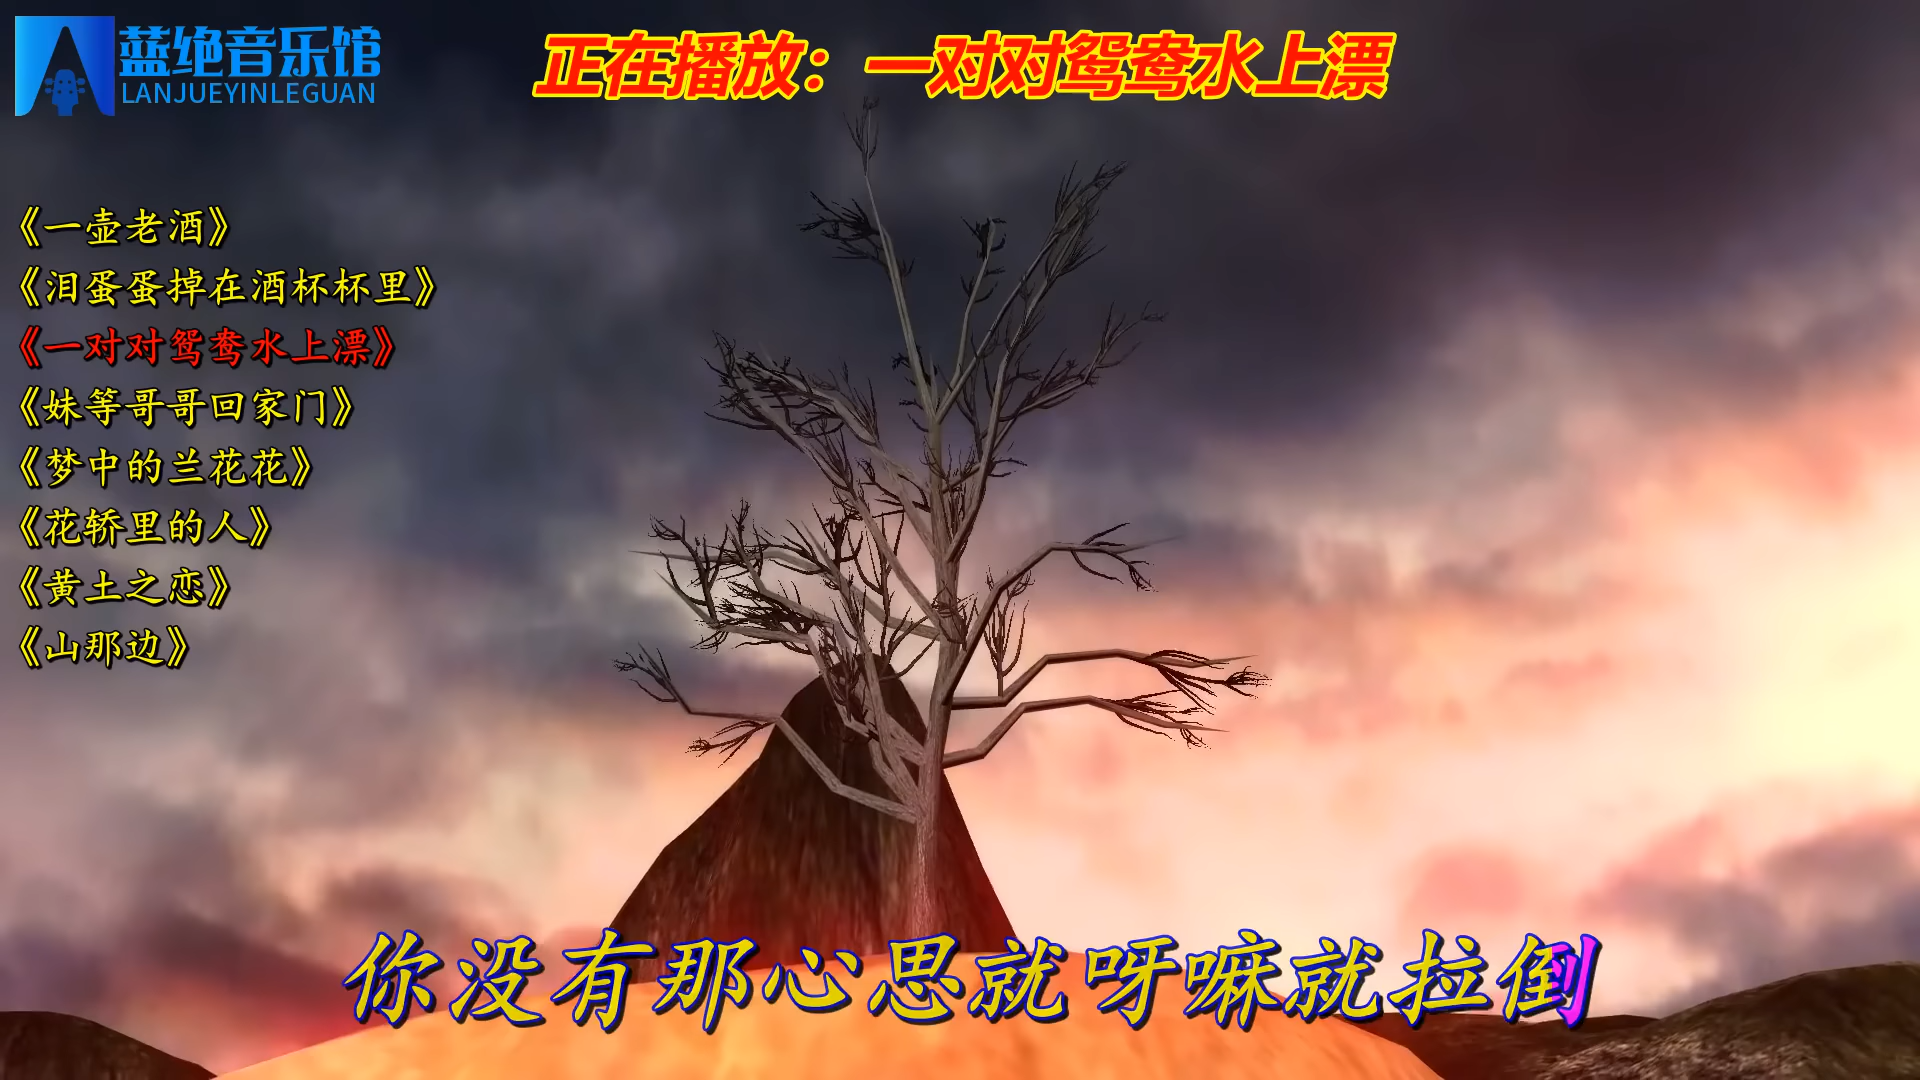 蓝绝音乐馆
LANJUEYINLEGUAN
正在播放：一对对鸳鸯水上漂
《一壶老酒》
《泪蛋蛋掉在酒杯杯里》
《一对对鸳鸯水上漂》
《妹等哥哥回家门》
《梦中的兰花花》
《花轿里的人》
《黄土之恋》
《山那边》
你没有那心思就呀嘛就拉倒